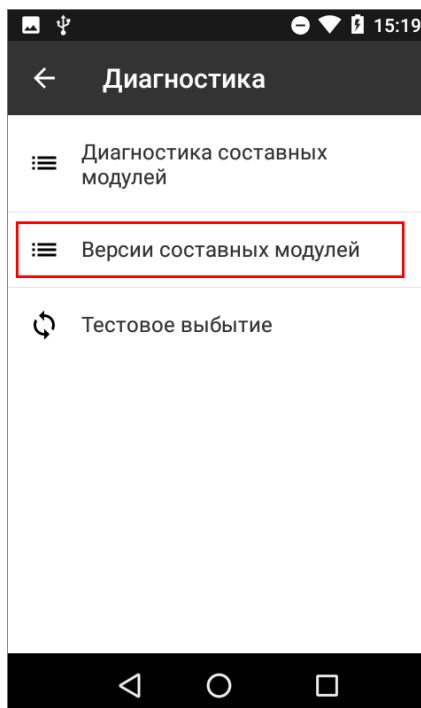 15:19
Диагностика
Диагностика составных
модулей
Версии составных модулей
Тестовое выбытие